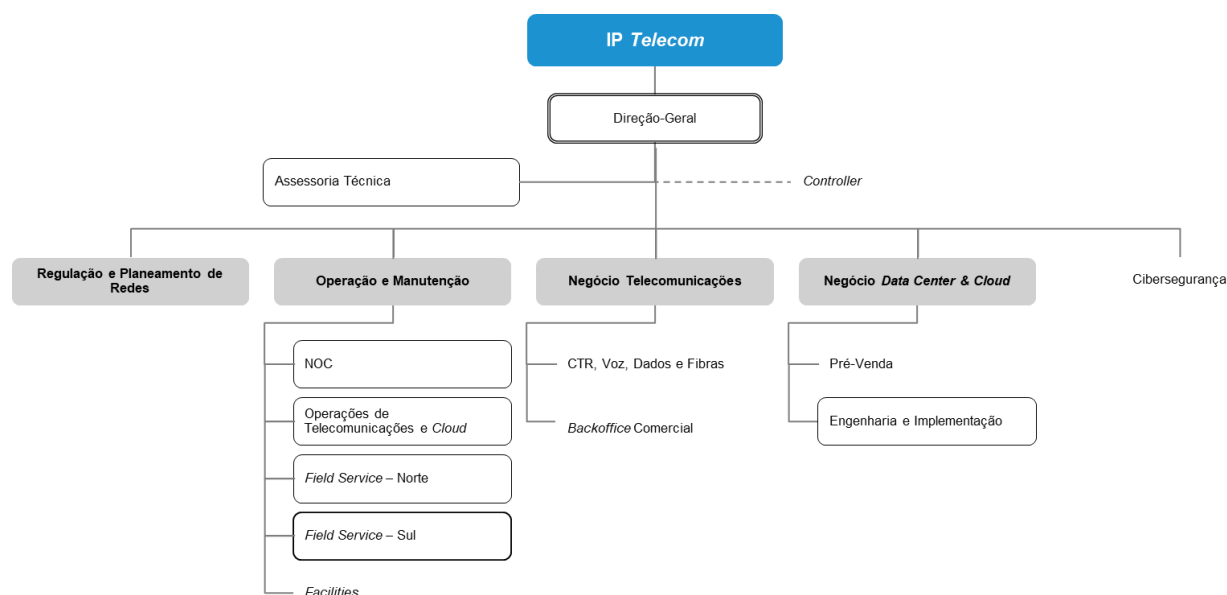 IP Telecom
Direção-Geral
Assessoria Técnica
Controller
Regulação e Planeamento de
Redes
Operação e Manutenção
Negócio Telecomunicações
Negócio Data Center & Cloud
Cibersegurança
NOC
Operações de
Telecomunicações e Cloud
Field Service – Norte
Field Service – Sul
Facilities
CTR, Voz, Dados e Fibras
Backoffice Comercial
Pré-Venda
Engenharia e Implementação